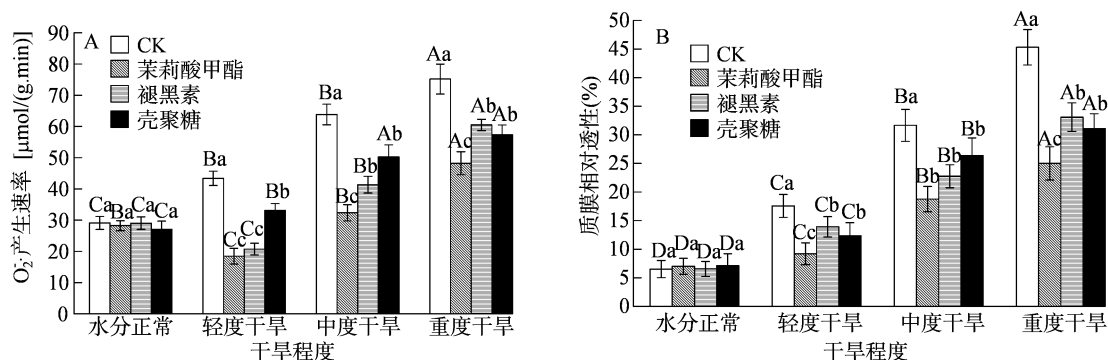 A
CK
茉莉酸甲酯
褪黑素
壳聚糖
O₂⁻·产生速率 [μmol/(g.min)]
90
80
70
60
50
40
30
20
10
0
Ca Ba Ca Ca
Ba Cc Cc Bb
Ba Bc Bb Ab
Aa Ac Ab Ab
水分正常 轻度干旱 中度干旱 重度干旱
干旱程度
B
CK
茉莉酸甲酯
褪黑素
壳聚糖
质膜相对透性(%)
50
45
40
35
30
25
20
15
10
5
0
Da Da Da Da
Ca Cc Cb Cb
Ba Bb Bb Bb
Aa Ac Ab Ab
水分正常 轻度干旱 中度干旱 重度干旱
干旱程度